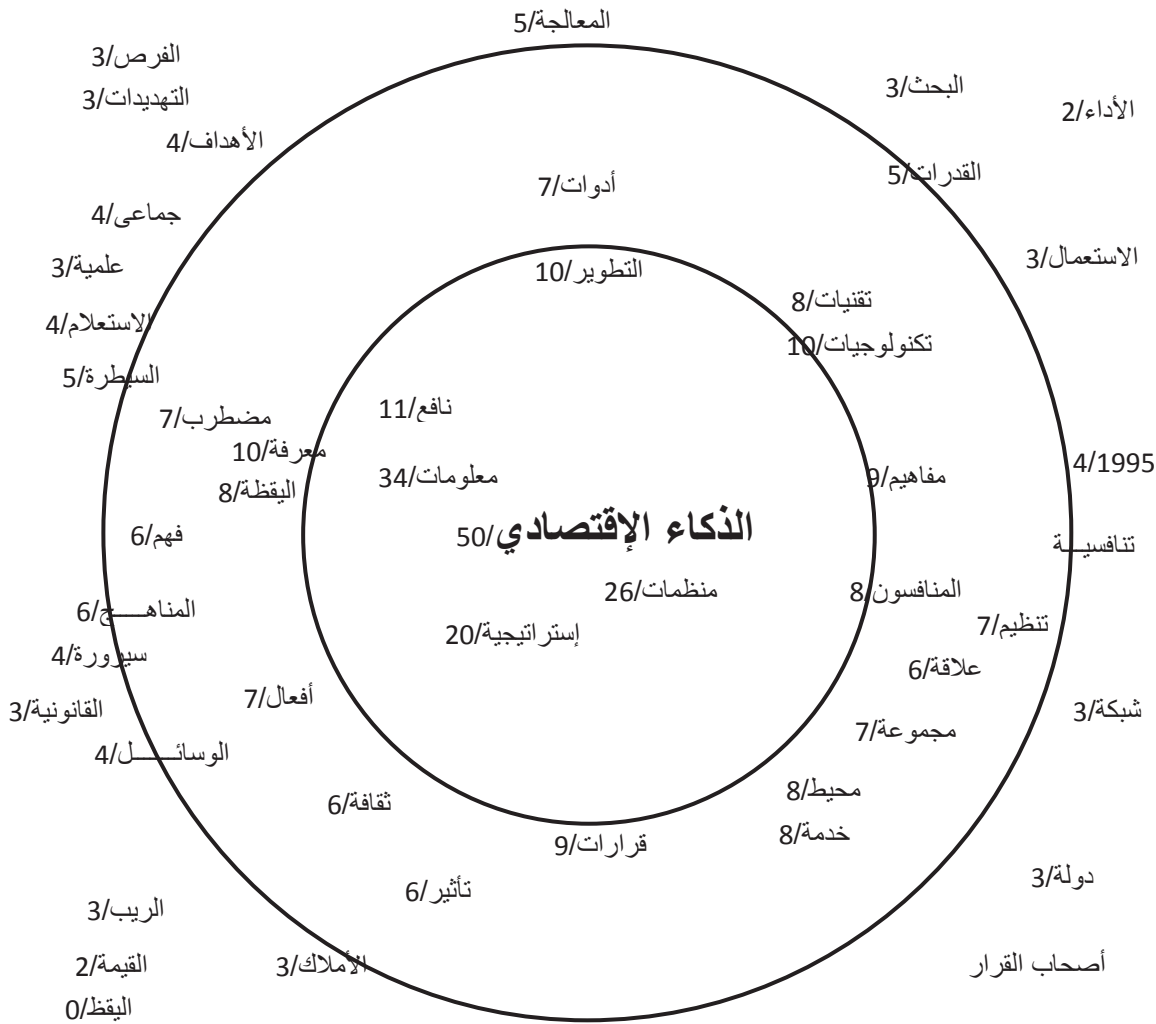 المعالجة/5
الفرص/3
البحث/3
التهديدات/3
الأداء/2
الأهداف/4
القدرات/5
أدوات/7
جماعى/4
الاستعمال/3
علمية/3
التطوير/10
تقنيات/8
الاستعلام/4
تكنولوجيات/10
السيطرة/5
نافع/11
مضطرب/7
معرفة/10
4/1995
معلومات/34
مفاهيم/9
اليقظة/8
الذكاء الإقتصادي/50
فهم/6
تنافسيـــة
منظمات/26
المنافسون/8
المناهـــــج/6
تنظيم/7
إستراتيجية/20
سيرورة/4
علاقة/6
أفعال/7
القانونية/3
شبكة/3
مجموعة/7
الوسائـــــــل/4
محيط/8
ثقافة/6
خدمة/8
قرارات/9
دولة/3
تأثير/6
الريب/3
القيمة/2
الأملاك/3
أصحاب القرار
اليقظ/0